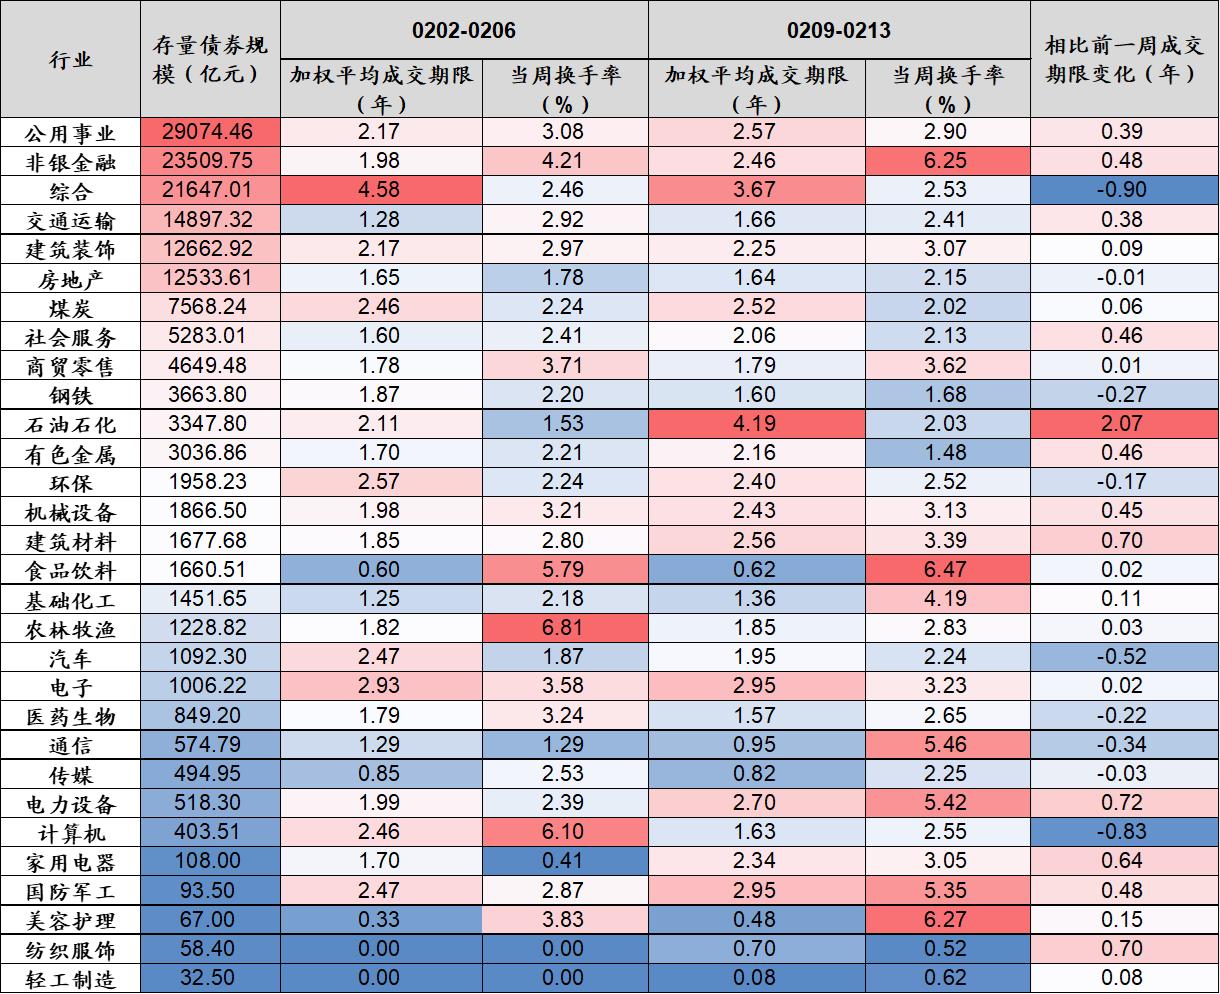 行业 存量债券规模（亿元） 0202-0206 0209-0213 相比前一周成交期限变化（年）
加权平均成交期限（年） 当周换手率（%） 加权平均成交期限（年） 当周换手率（%）
公用事业 29074.46 2.17 3.08 2.57 2.90 0.39
非银金融 23509.75 1.98 4.21 2.46 6.25 0.48
综合 21647.01 4.58 2.46 3.67 2.53 -0.90
交通运输 14897.32 1.28 2.92 1.66 2.41 0.38
建筑装饰 12662.92 2.17 2.97 2.25 3.07 0.09
房地产 12533.61 1.65 1.78 1.64 2.15 -0.01
煤炭 7568.24 2.46 2.24 2.52 2.02 0.06
社会服务 5283.01 1.60 2.41 2.06 2.13 0.46
商贸零售 4649.48 1.78 3.71 1.79 3.62 0.01
钢铁 3663.80 1.87 2.20 1.60 1.68 -0.27
石油石化 3347.80 2.11 1.53 4.19 2.03 2.07
有色金属 3036.86 1.70 2.21 2.16 1.48 0.46
环保 1958.23 2.57 2.24 2.40 2.52 -0.17
机械设备 1866.50 1.98 3.21 2.43 3.13 0.45
建筑材料 1677.68 1.85 2.80 2.56 3.39 0.70
食品饮料 1660.51 0.60 5.79 0.62 6.47 0.02
基础化工 1451.65 1.25 2.18 1.36 4.19 0.11
农林牧渔 1228.82 1.82 6.81 1.85 2.83 0.03
汽车 1092.30 2.47 1.87 1.95 2.24 -0.52
电子 1006.22 2.93 3.58 2.95 3.23 0.02
医药生物 849.20 1.79 3.24 1.57 2.65 -0.22
通信 574.79 1.29 1.29 0.95 5.46 -0.34
传媒 494.95 0.85 2.53 0.82 2.25 -0.03
电力设备 518.30 1.99 2.39 2.70 5.42 0.72
计算机 403.51 2.46 6.10 1.63 2.55 -0.83
家用电器 108.00 1.70 0.41 2.34 3.05 0.64
国防军工 93.50 2.47 2.87 2.95 5.35 0.48
美容护理 67.00 0.33 3.83 0.48 6.27 0.15
纺织服饰 58.40 0.00 0.00 0.70 0.52 0.70
轻工制造 32.50 0.00 0.00 0.08 0.62 0.08